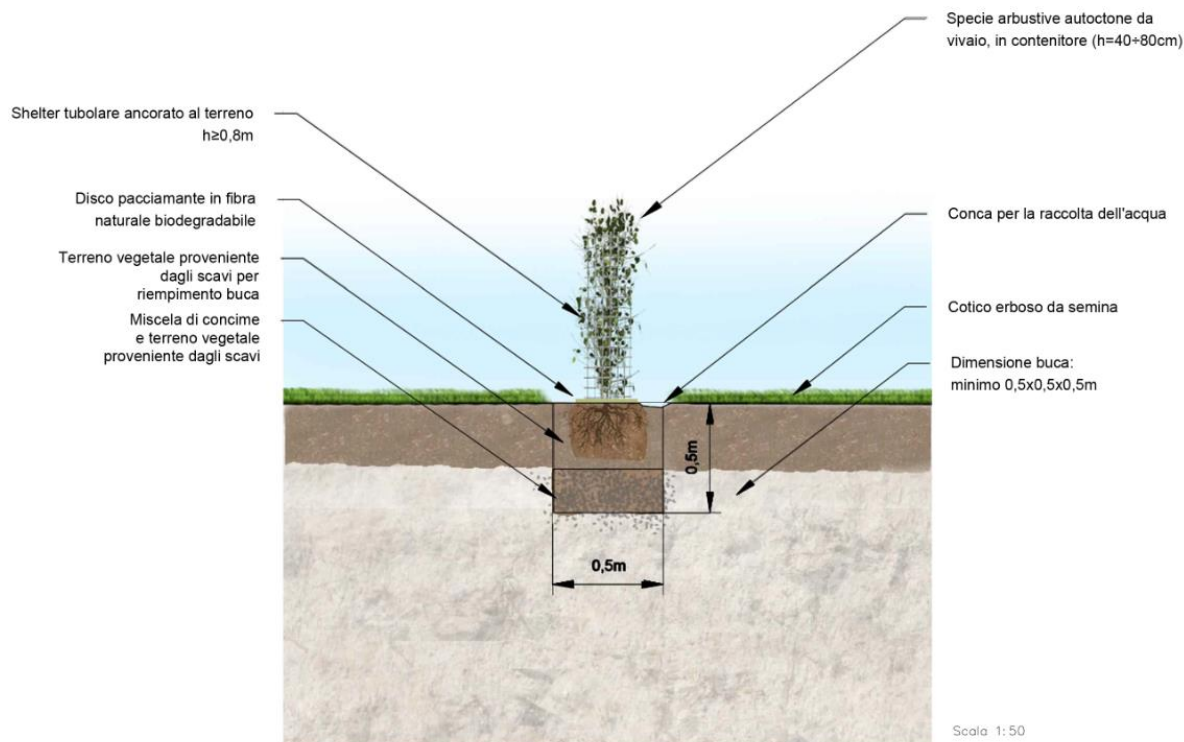 Specie arbustive autoctone da
vivaio, in contenitore (h=40÷80cm)
Shelter tubolare ancorato al terreno
h≥0,8m
Disco pacciamante in fibra
naturale biodegradabile
Conca per la raccolta dell'acqua
Terreno vegetale proveniente
dagli scavi per
riempimento buca
Cotico erboso da semina
Miscela di concime
e terreno vegetale
proveniente dagli scavi
Dimensione buca:
minimo 0,5x0,5x0,5m
0,5m
0,5m
Scala 1:50